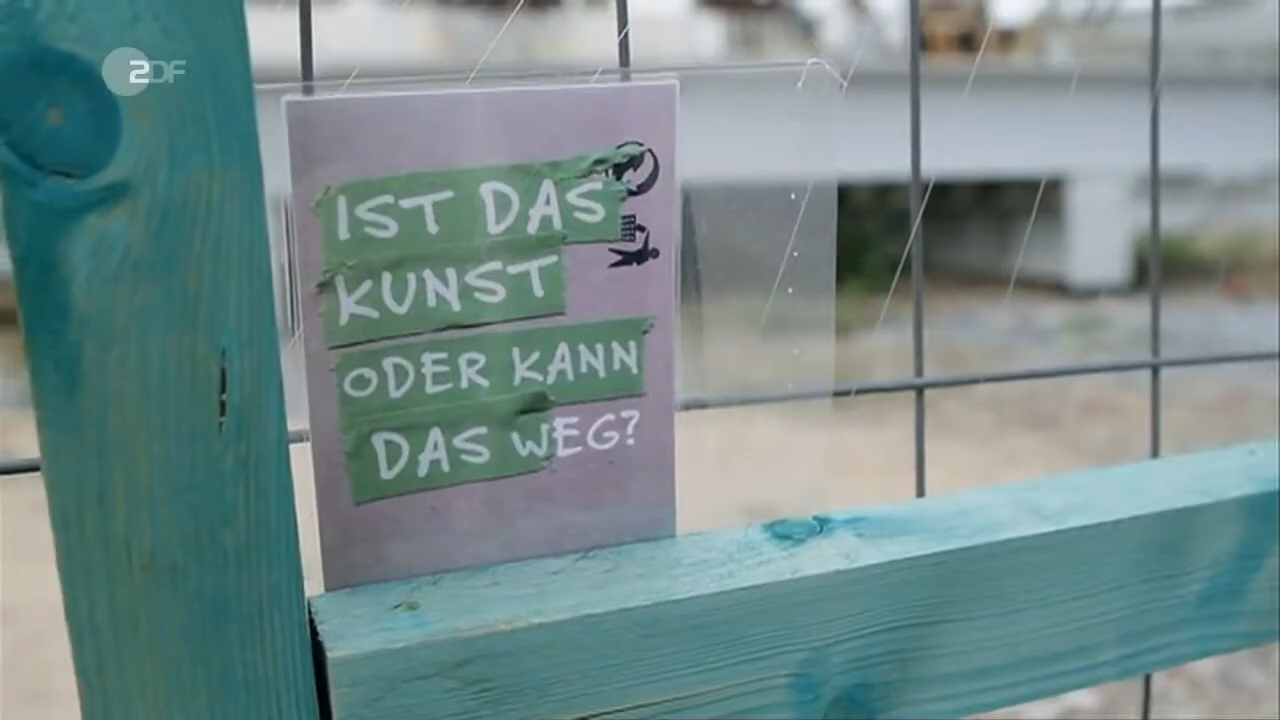 2DF
IST DAS
KUNST
ODER KANN
DAS WEG?